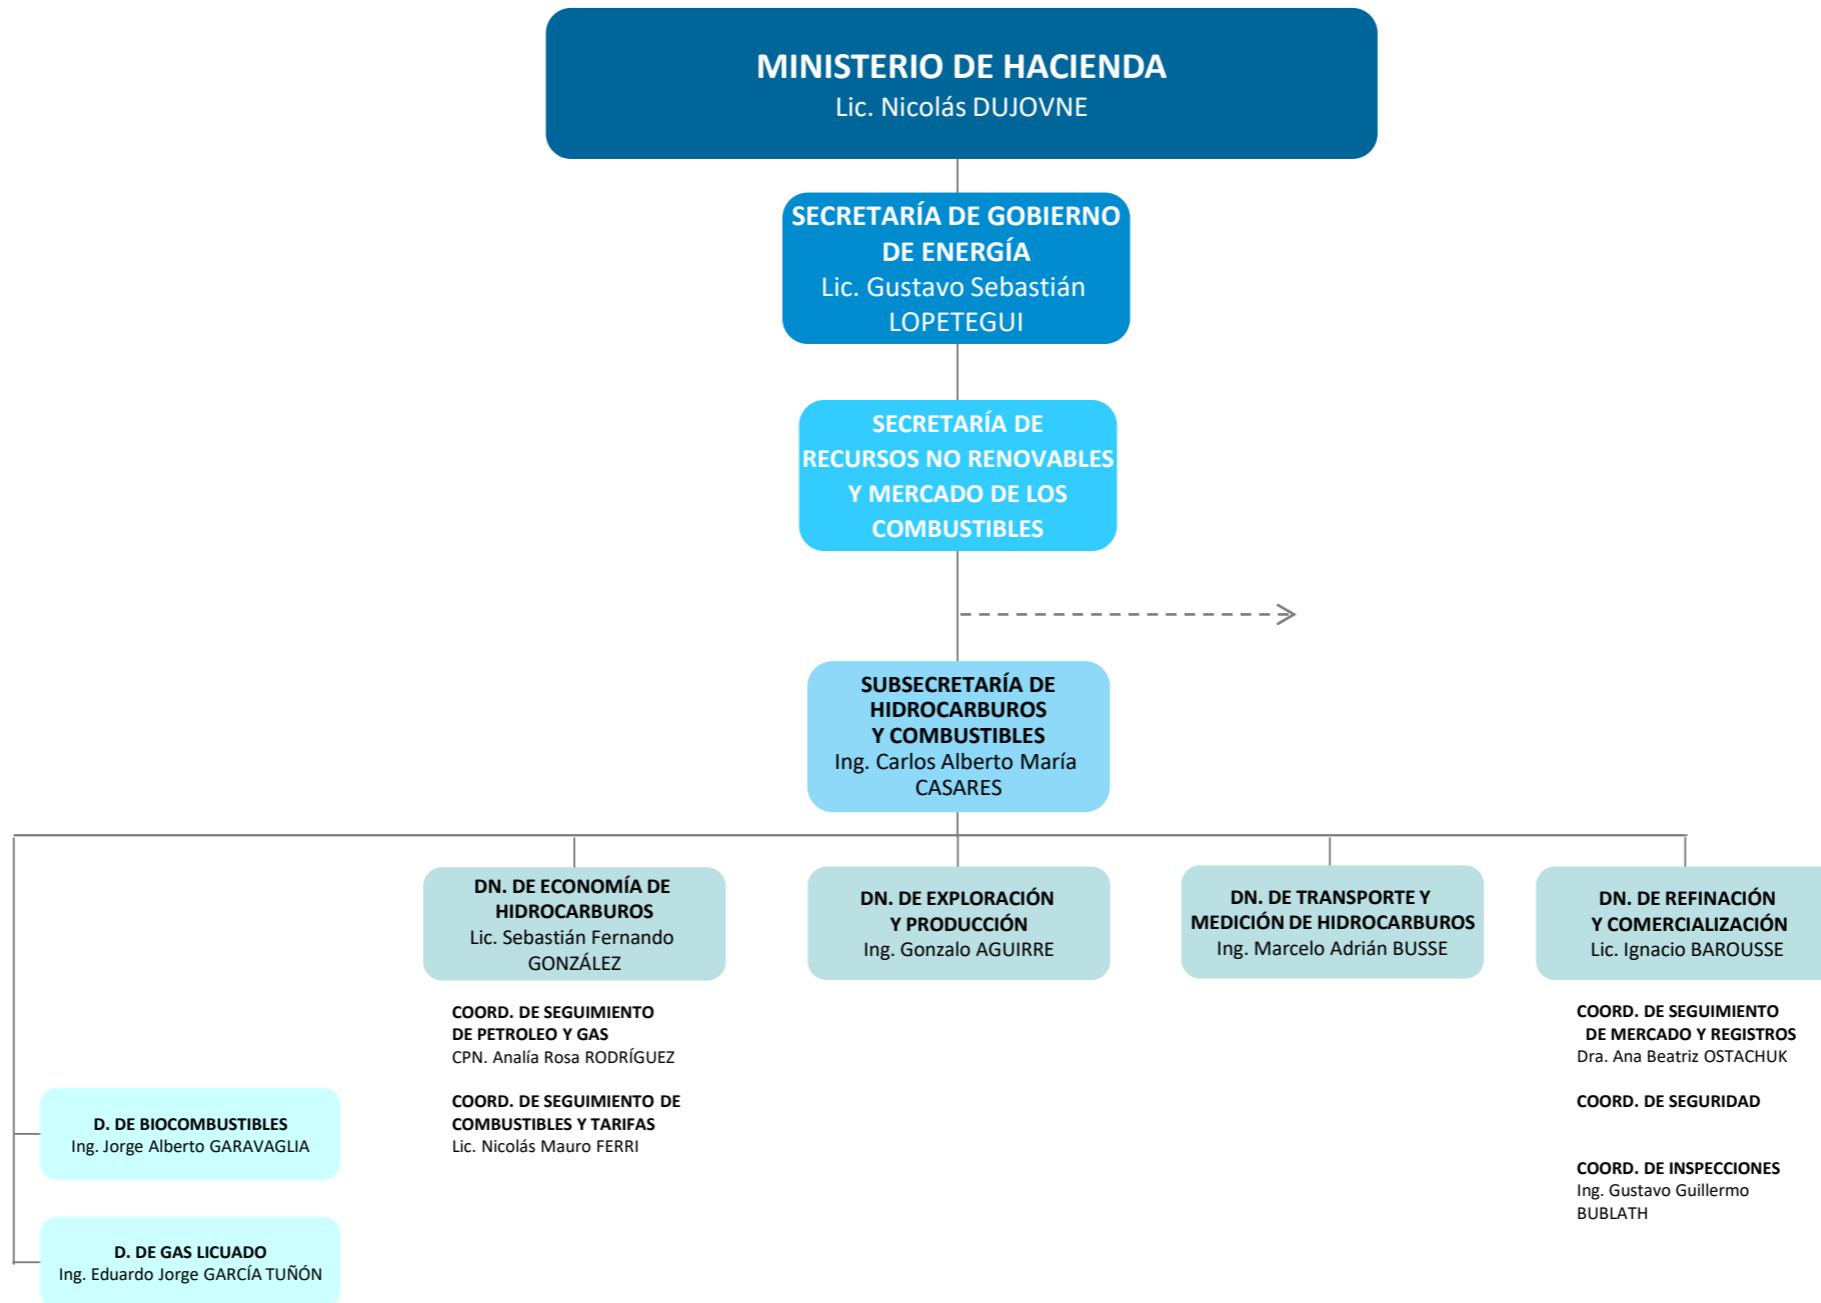 MINISTERIO DE HACIENDA
Lic. Nicolás DUJOVNE
SECRETARÍA DE GOBIERNO
DE ENERGÍA
Lic. Gustavo Sebastián
LOPETEGUI
SECRETARÍA DE
RECURSOS NO RENOVABLES
Y MERCADO DE LOS
COMBUSTIBLES
SUBSECRETARÍA DE
HIDROCARBUROS
Y COMBUSTIBLES
Ing. Carlos Alberto María
CASARES
DN. DE ECONOMÍA DE
HIDROCARBUROS
Lic. Sebastián Fernando
GONZÁLEZ
DN. DE EXPLORACIÓN
Y PRODUCCIÓN
Ing. Gonzalo AGUIRRE
DN. DE TRANSPORTE Y
MEDICIÓN DE HIDROCARBUROS
Ing. Marcelo Adrián BUSSE
DN. DE REFINACIÓN
Y COMERCIALIZACIÓN
Lic. Ignacio BAROUSSE
COORD. DE SEGUIMIENTO
DE PETROLEO Y GAS
CPN. Analía Rosa RODRÍGUEZ
COORD. DE SEGUIMIENTO DE
COMBUSTIBLES Y TARIFAS
Lic. Nicolás Mauro FERRI
COORD. DE SEGUIMIENTO
DE MERCADO Y REGISTROS
Dra. Ana Beatriz OSTACHUK
COORD. DE SEGURIDAD
COORD. DE INSPECCIONES
Ing. Gustavo Guillermo
BUBLATH
D. DE BIOCOMBUSTIBLES
Ing. Jorge Alberto GARAVAGLIA
D. DE GAS LICUADO
Ing. Eduardo Jorge GARCÍA TUÑÓN